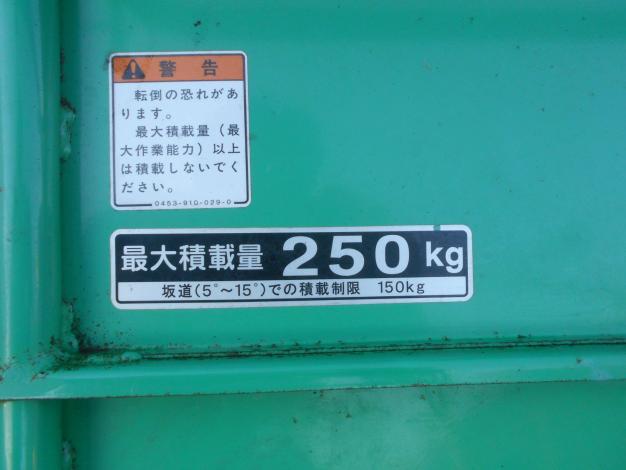 警告
転倒の恐れがあ
ります。
最大積載量(最
大作業能力)以上
は積載しないでく
ださい。
0453-910-029-0
最大積載量 250kg
坂道(5°~15°)での積載制限 150kg